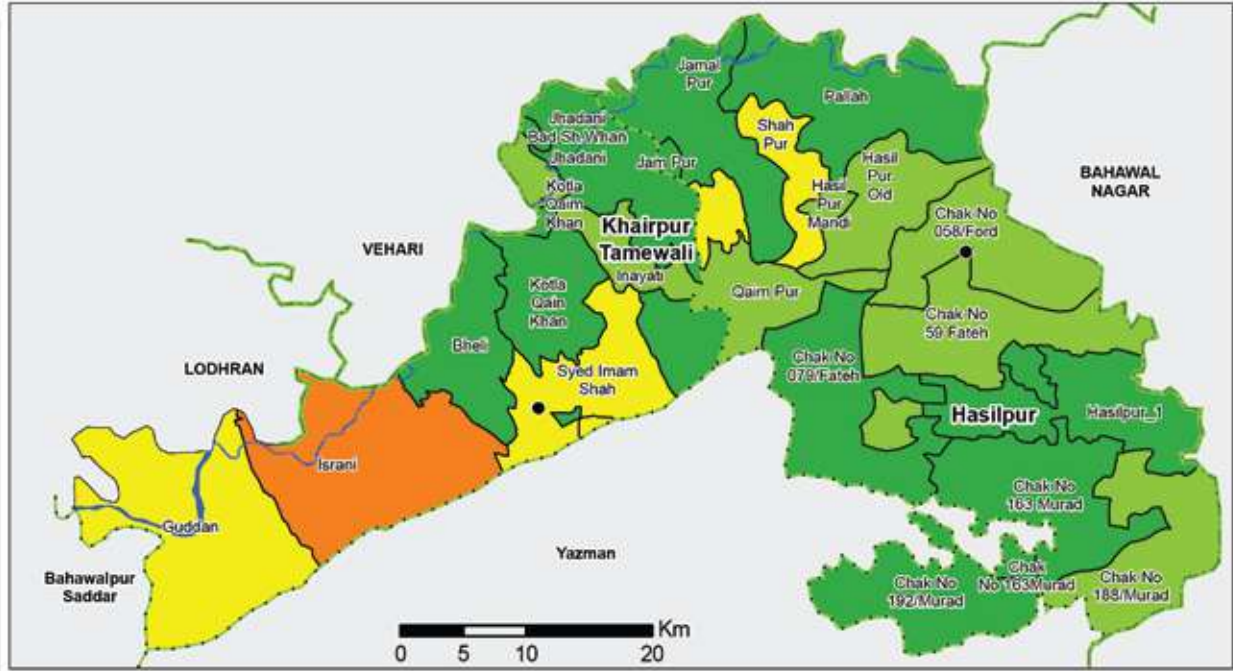 Jamal
Pur
Rallah
Jhadani
Bad Sh.Whan
Jhadani
Jam Pur
Shah
Pur
Hasil
Pur
Old
Hasil
Pur
Mandi
BAHAWAL
NAGAR
Kotla
Qaim
Khan
Khairpur
Tamewali
Inayati
Chak No
058/Ford
VEHARI
Kotla
Qain
Khan
Qaim Pur
Chak No
59 Fateh
Bheli
Chak No
079/Fateh
LODHRAN
Syed Imam
Shah
Hasilpur
Hasilpur_1
Israni
Chak No
163 Murad
Guddan
Yazman
Bahawalpur
Saddar
Chak No
192/Murad
Chak
No 163Murad
Chak No
188/Murad
Km
0 5 10 20